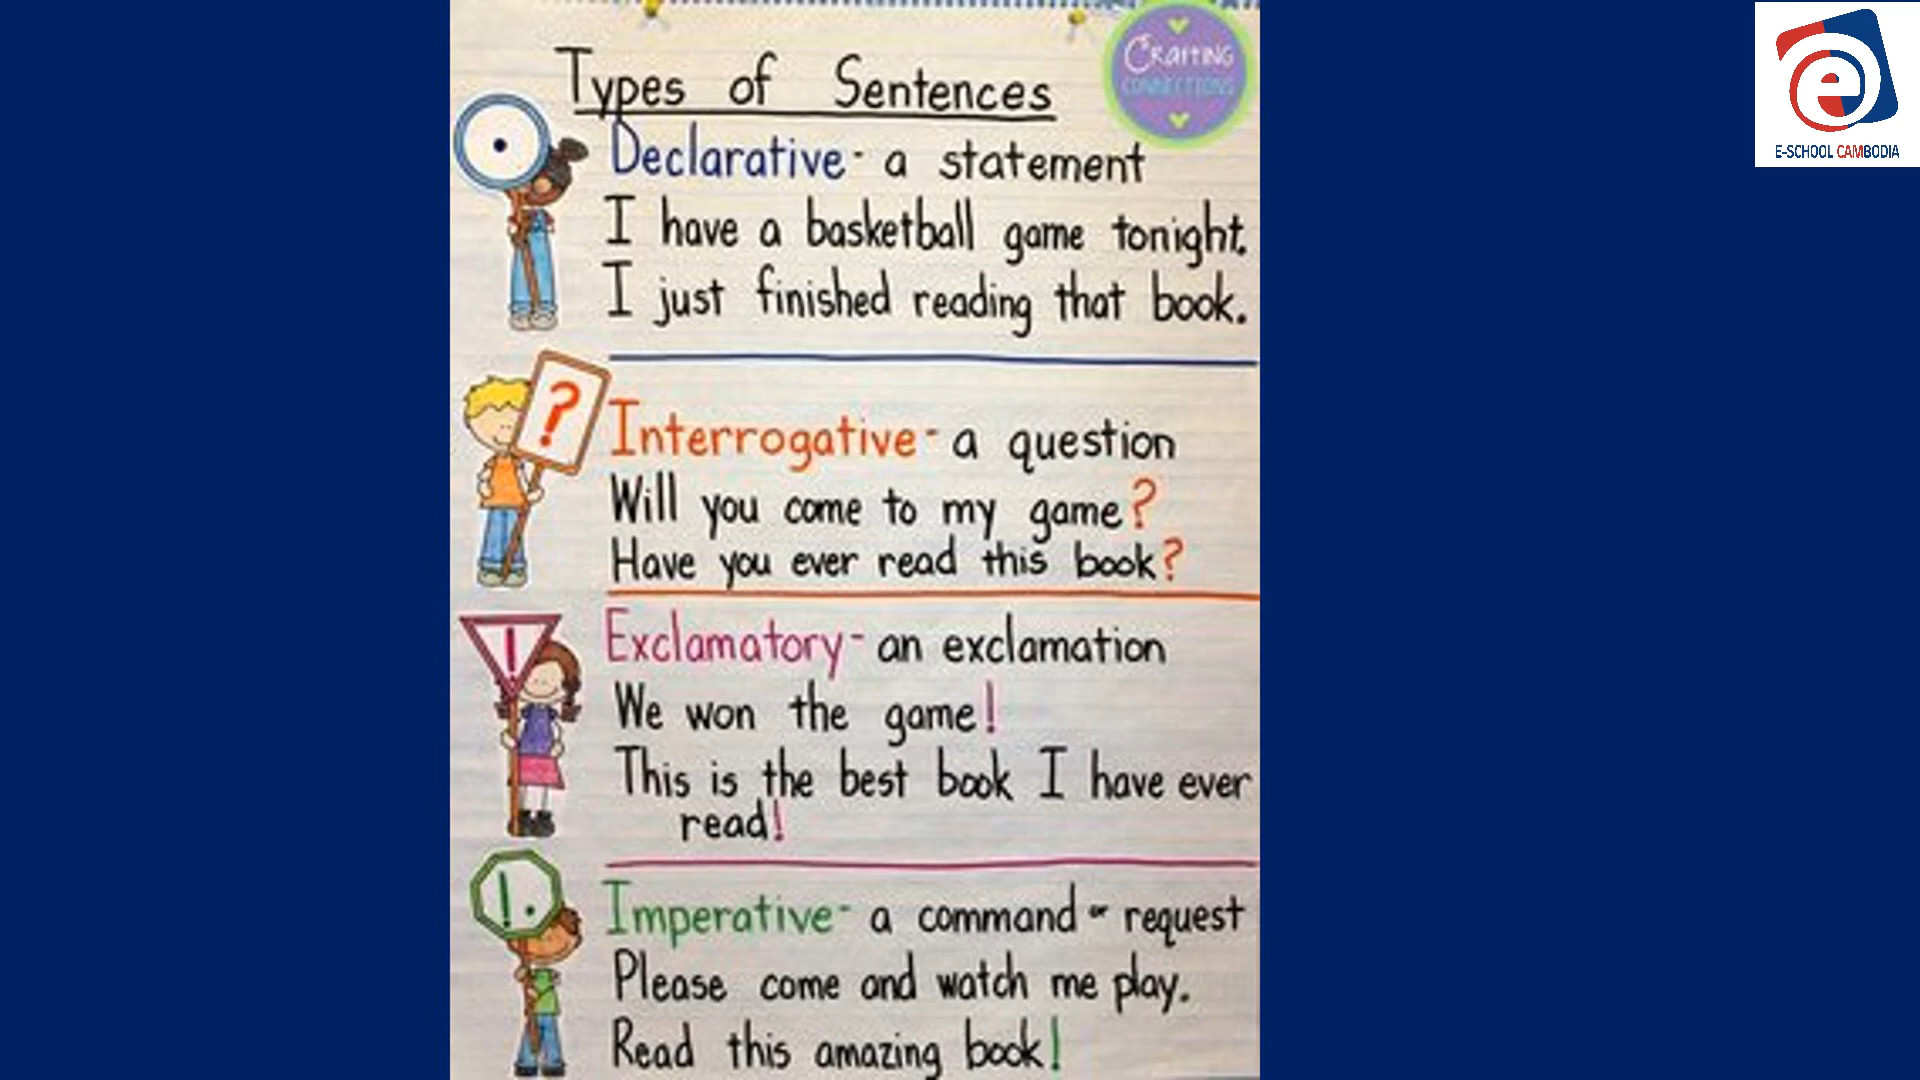 Types of Sentences
CRAFTING
CONNECTIONS
Declarative - a statement
I have a basketball game tonight.
I just finished reading that book.
Interrogative - a question
Will you come to my game?
Have you ever read this book?
Exclamatory - an exclamation
We won the game!
This is the best book I have ever
read!
Imperative - a command or request
Please come and watch me play.
Read this amazing book!
E-SCHOOL CAMBODIA